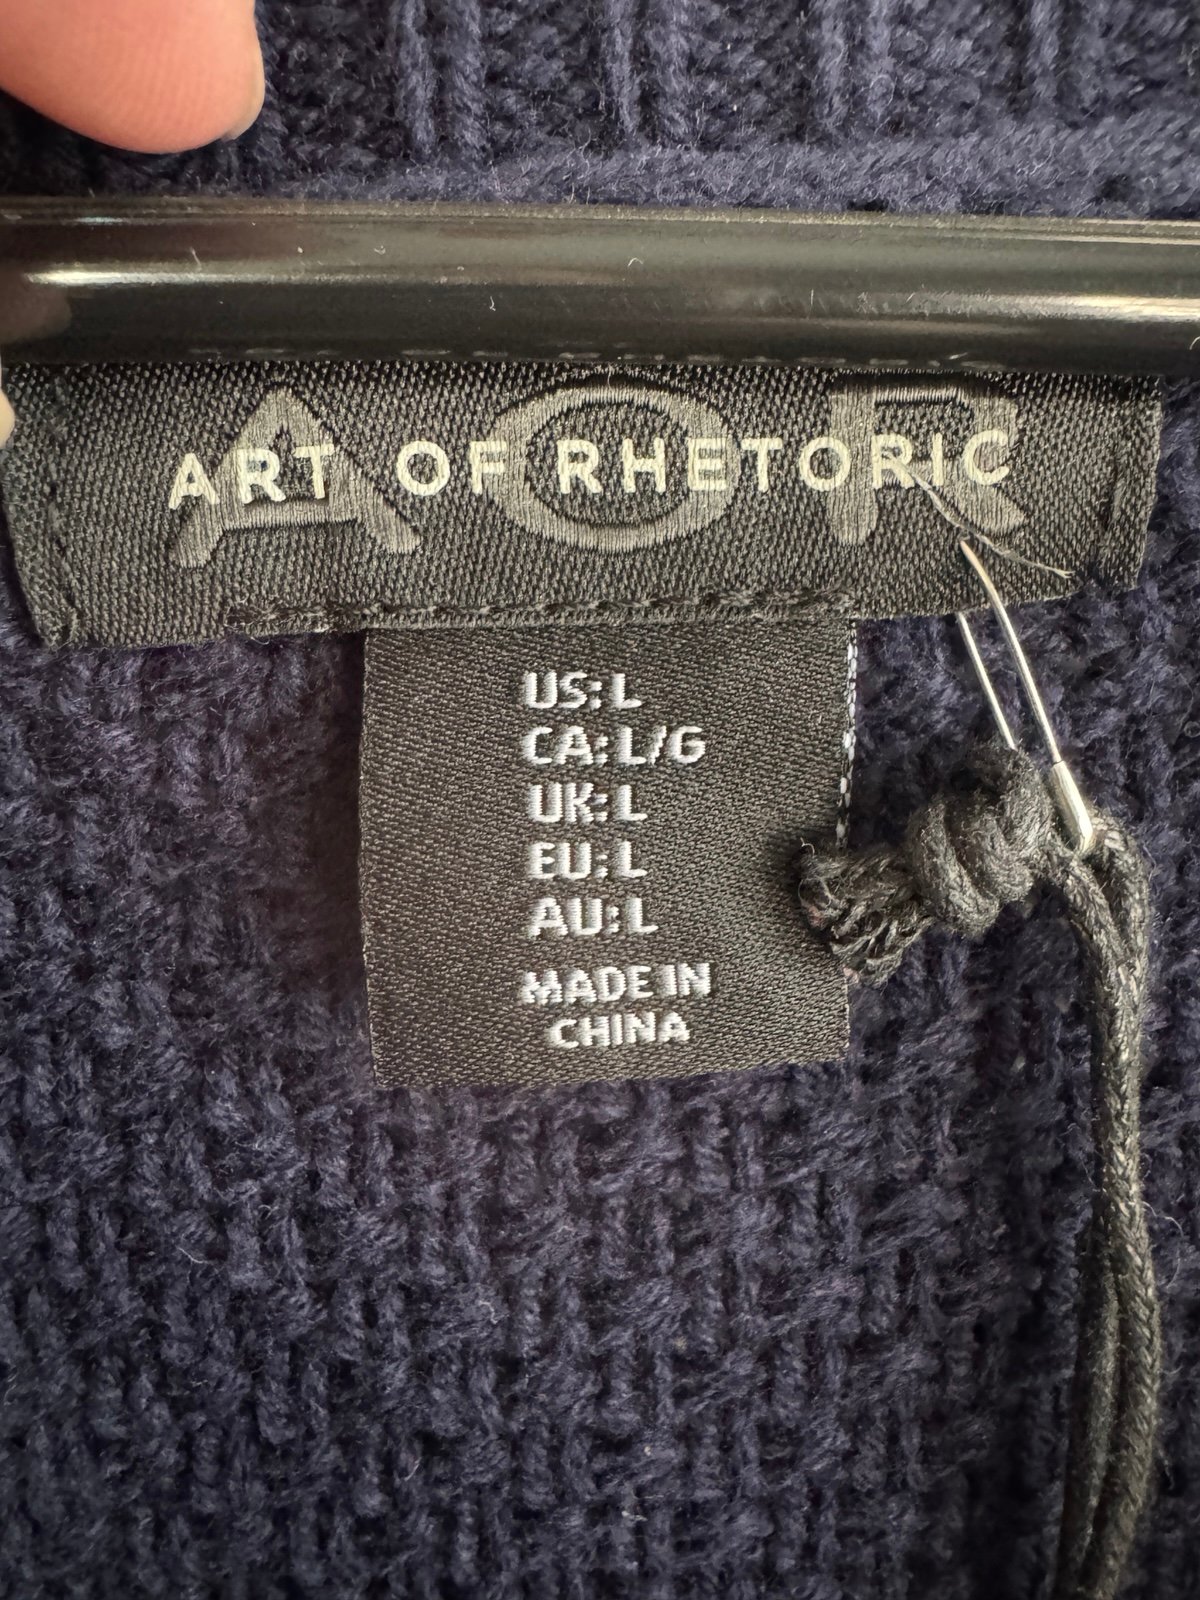 AOR
ART OF RHETORIC
US: L
CA: L/G
UK: L
EU: L
AU: L
MADE IN
CHINA